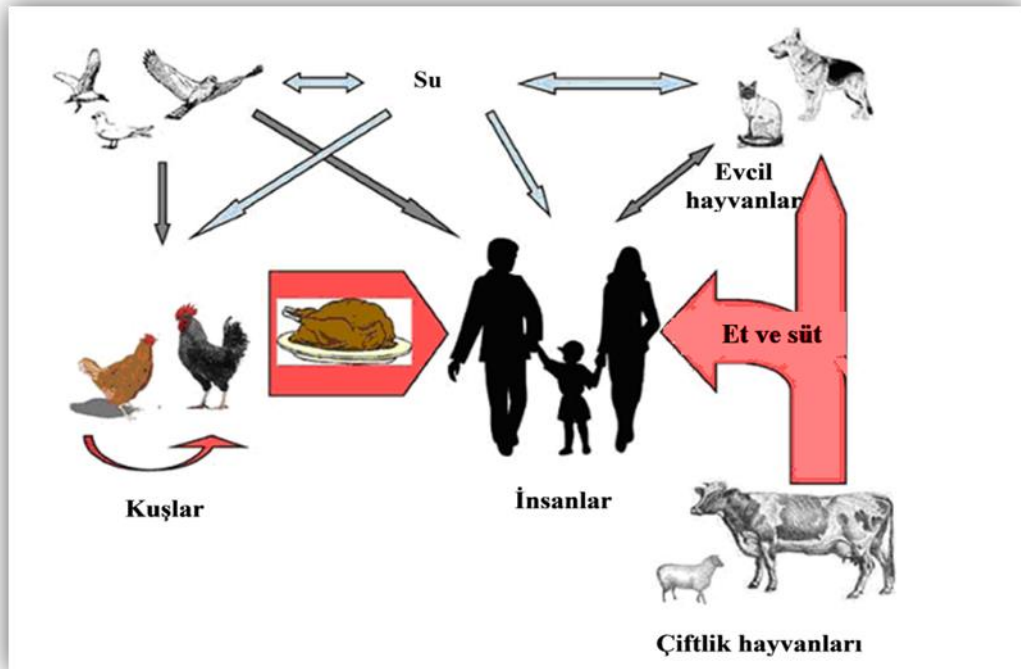 Su
Evcil
hayvanlar
Et ve süt
Kuşlar
İnsanlar
Çiftlik hayvanları